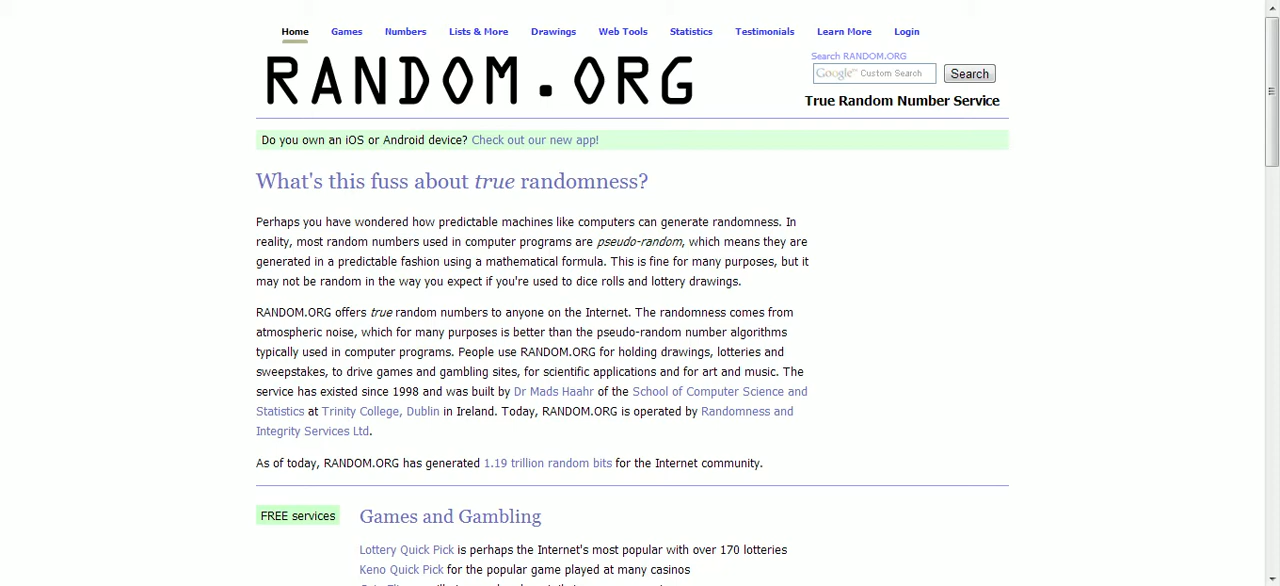 Home Games Numbers Lists & More Drawings Web Tools Statistics Testimonials Learn More Login
Search RANDOM.ORG
RANDOM.ORG
Google™ Custom Search Search
True Random Number Service
Do you own an iOS or Android device? Check out our new app!
What's this fuss about true randomness?
Perhaps you have wondered how predictable machines like computers can generate randomness. In
reality, most random numbers used in computer programs are pseudo-random, which means they are
generated in a predictable fashion using a mathematical formula. This is fine for many purposes, but it
may not be random in the way you expect if you're used to dice rolls and lottery drawings.
RANDOM.ORG offers true random numbers to anyone on the Internet. The randomness comes from
atmospheric noise, which for many purposes is better than the pseudo-random number algorithms
typically used in computer programs. People use RANDOM.ORG for holding drawings, lotteries and
sweepstakes, to drive games and gambling sites, for scientific applications and for art and music. The
service has existed since 1998 and was built by Dr Mads Haahr of the School of Computer Science and
Statistics at Trinity College, Dublin in Ireland. Today, RANDOM.ORG is operated by Randomness and
Integrity Services Ltd.
As of today, RANDOM.ORG has generated 1.19 trillion random bits for the Internet community.
FREE services
Games and Gambling
Lottery Quick Pick is perhaps the Internet's most popular with over 170 lotteries
Keno Quick Pick for the popular game played at many casinos